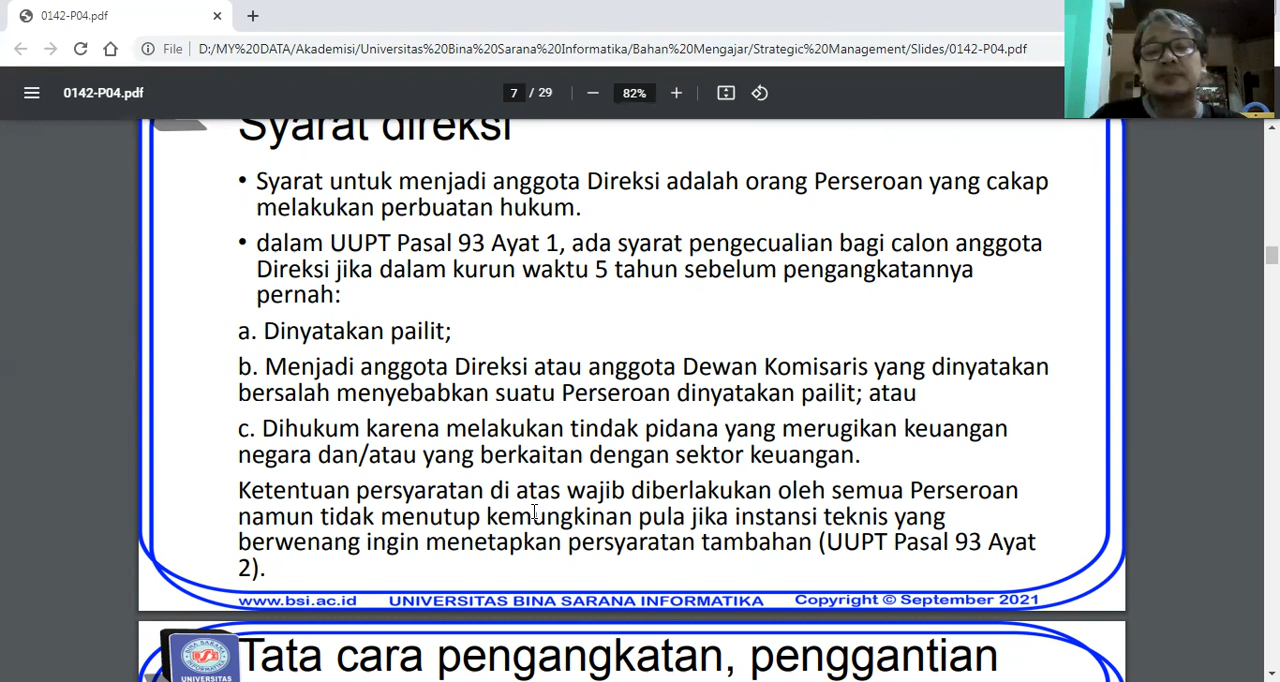 0142-P04.pdf
File D:/MY%20DATA/Akademisi/Universitas%20Bina%20Sarana%20Informatika/Bahan%20Mengajar/Strategic%20Management/Slides/0142-P04.pdf
0142-P04.pdf 7 / 29 82%
Syarat direksi
• Syarat untuk menjadi anggota Direksi adalah orang Perseroan yang cakap
melakukan perbuatan hukum.
• dalam UUPT Pasal 93 Ayat 1, ada syarat pengecualian bagi calon anggota
Direksi jika dalam kurun waktu 5 tahun sebelum pengangkatannya
pernah:
a. Dinyatakan pailit;
b. Menjadi anggota Direksi atau anggota Dewan Komisaris yang dinyatakan
bersalah menyebabkan suatu Perseroan dinyatakan pailit; atau
c. Dihukum karena melakukan tindak pidana yang merugikan keuangan
negara dan/atau yang berkaitan dengan sektor keuangan.
Ketentuan persyaratan di atas wajib diberlakukan oleh semua Perseroan
namun tidak menutup kemungkinan pula jika instansi teknis yang
berwenang ingin menetapkan persyaratan tambahan (UUPT Pasal 93 Ayat
2).
www.bsi.ac.id UNIVERSITAS BINA SARANA INFORMATIKA Copyright © September 2021
Tata cara pengangkatan, penggantian
BINA SARANA
INFORMATIKA
UNIVERSITAS